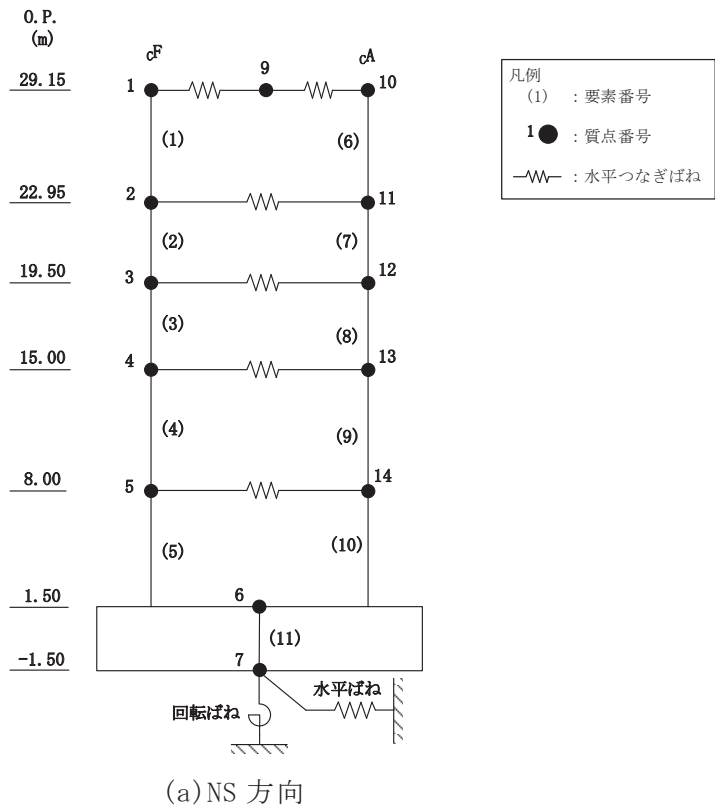 O.P.
(m)
cF
9
cA
29.15
1
10
(1)
(6)
22.95
2
11
(2)
(7)
19.50
3
12
(3)
(8)
15.00
4
13
(4)
(9)
8.00
5
14
(5)
(10)
1.50
6
(11)
-1.50
7
水平ばね
回転ばね
(a)NS 方向
凡例
(1) : 要素番号
1 : 質点番号
: 水平つなぎばね